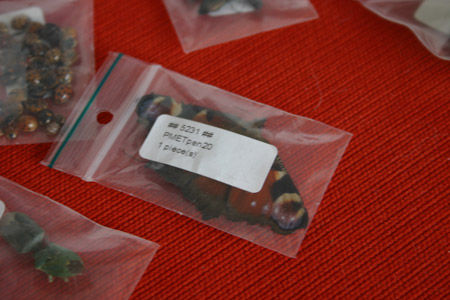 ## 5231 ##
PMETpen20
1 piece(s)